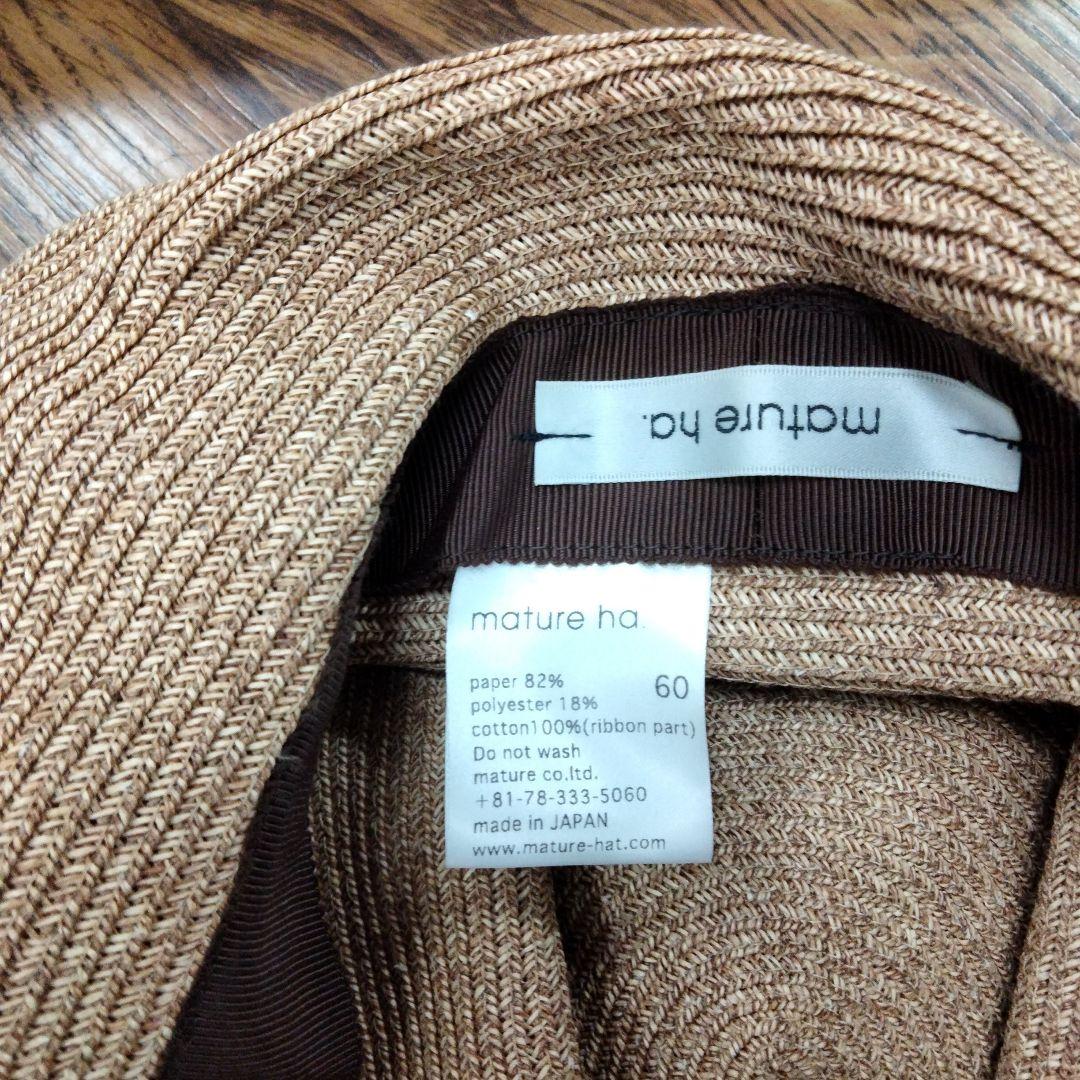 mature ha.
mature ha.
paper 82%
60
polyester 18%
cotton100%(ribbon part)
Do not wash
mature co.ltd.
+81-78-333-5060
made in JAPAN
www.mature-hat.com